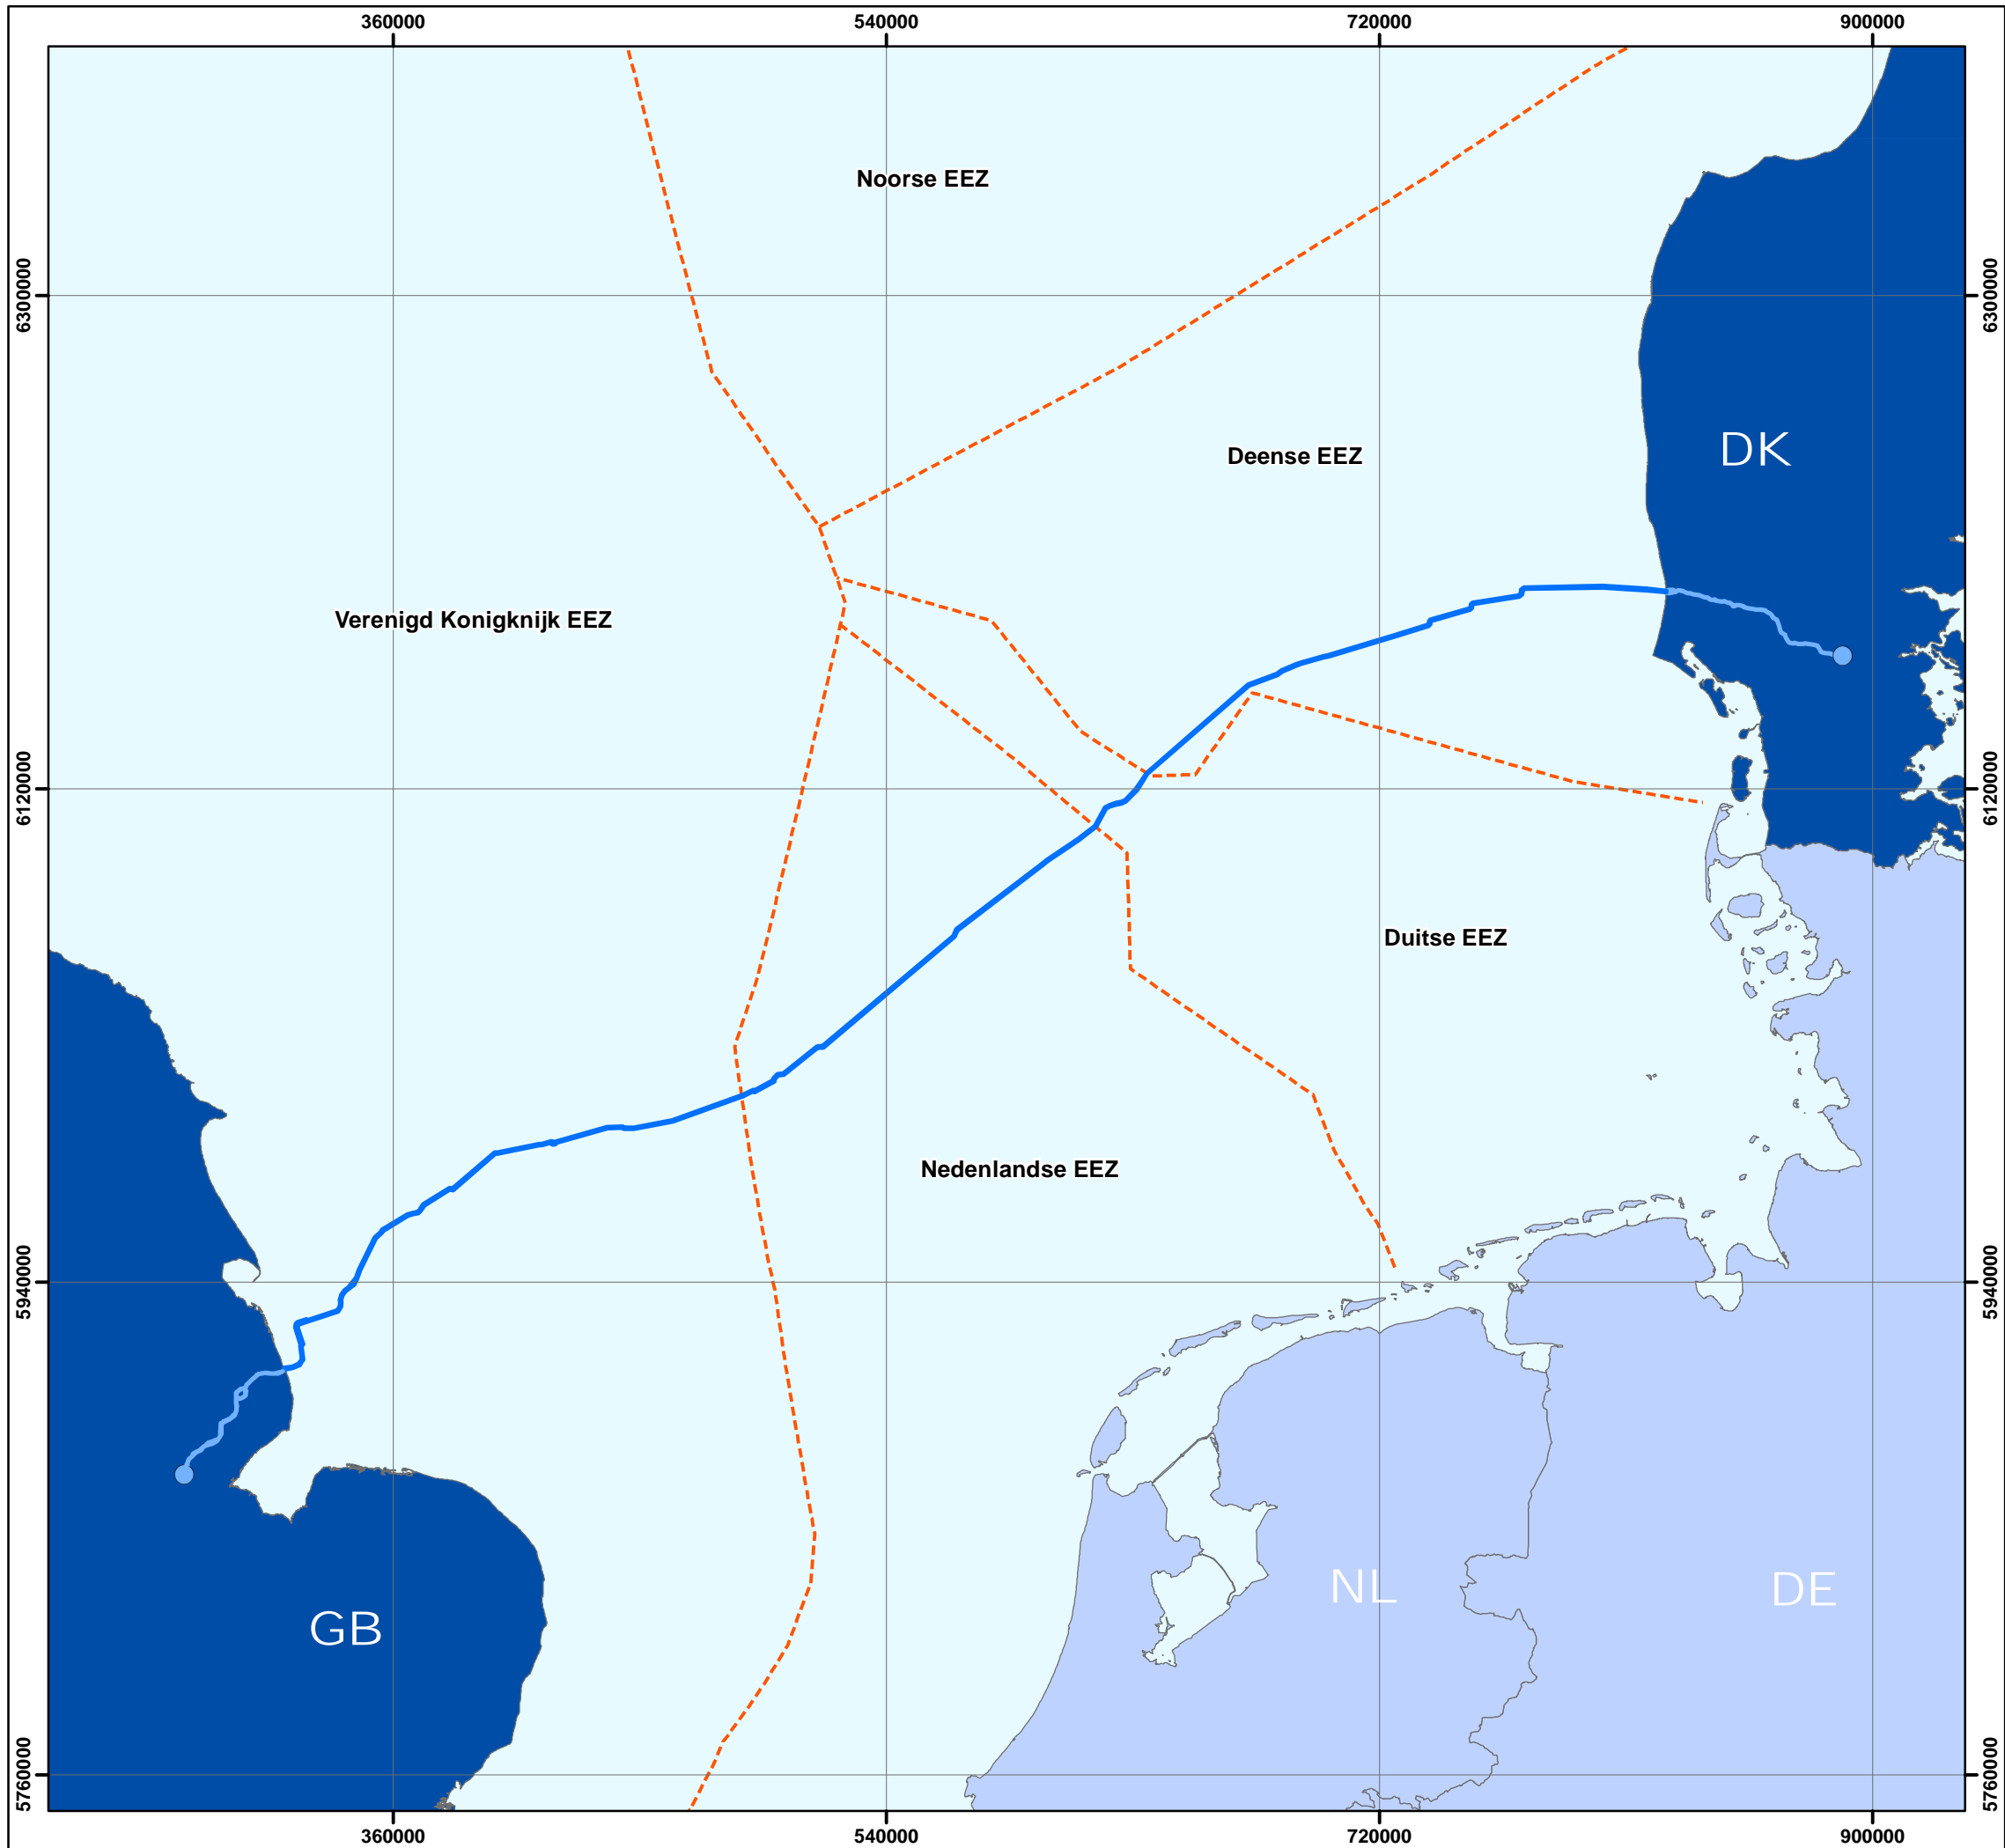 360000 540000 720000 900000
Noorse EEZ
6300000 6300000
Deense EEZ
DK
Verenigd Konigknijk EEZ
6120000 6120000
Duitse EEZ
Nedenlandse EEZ
5940000 5940000
NL DE
GB
5760000 5760000
360000 540000 720000 900000